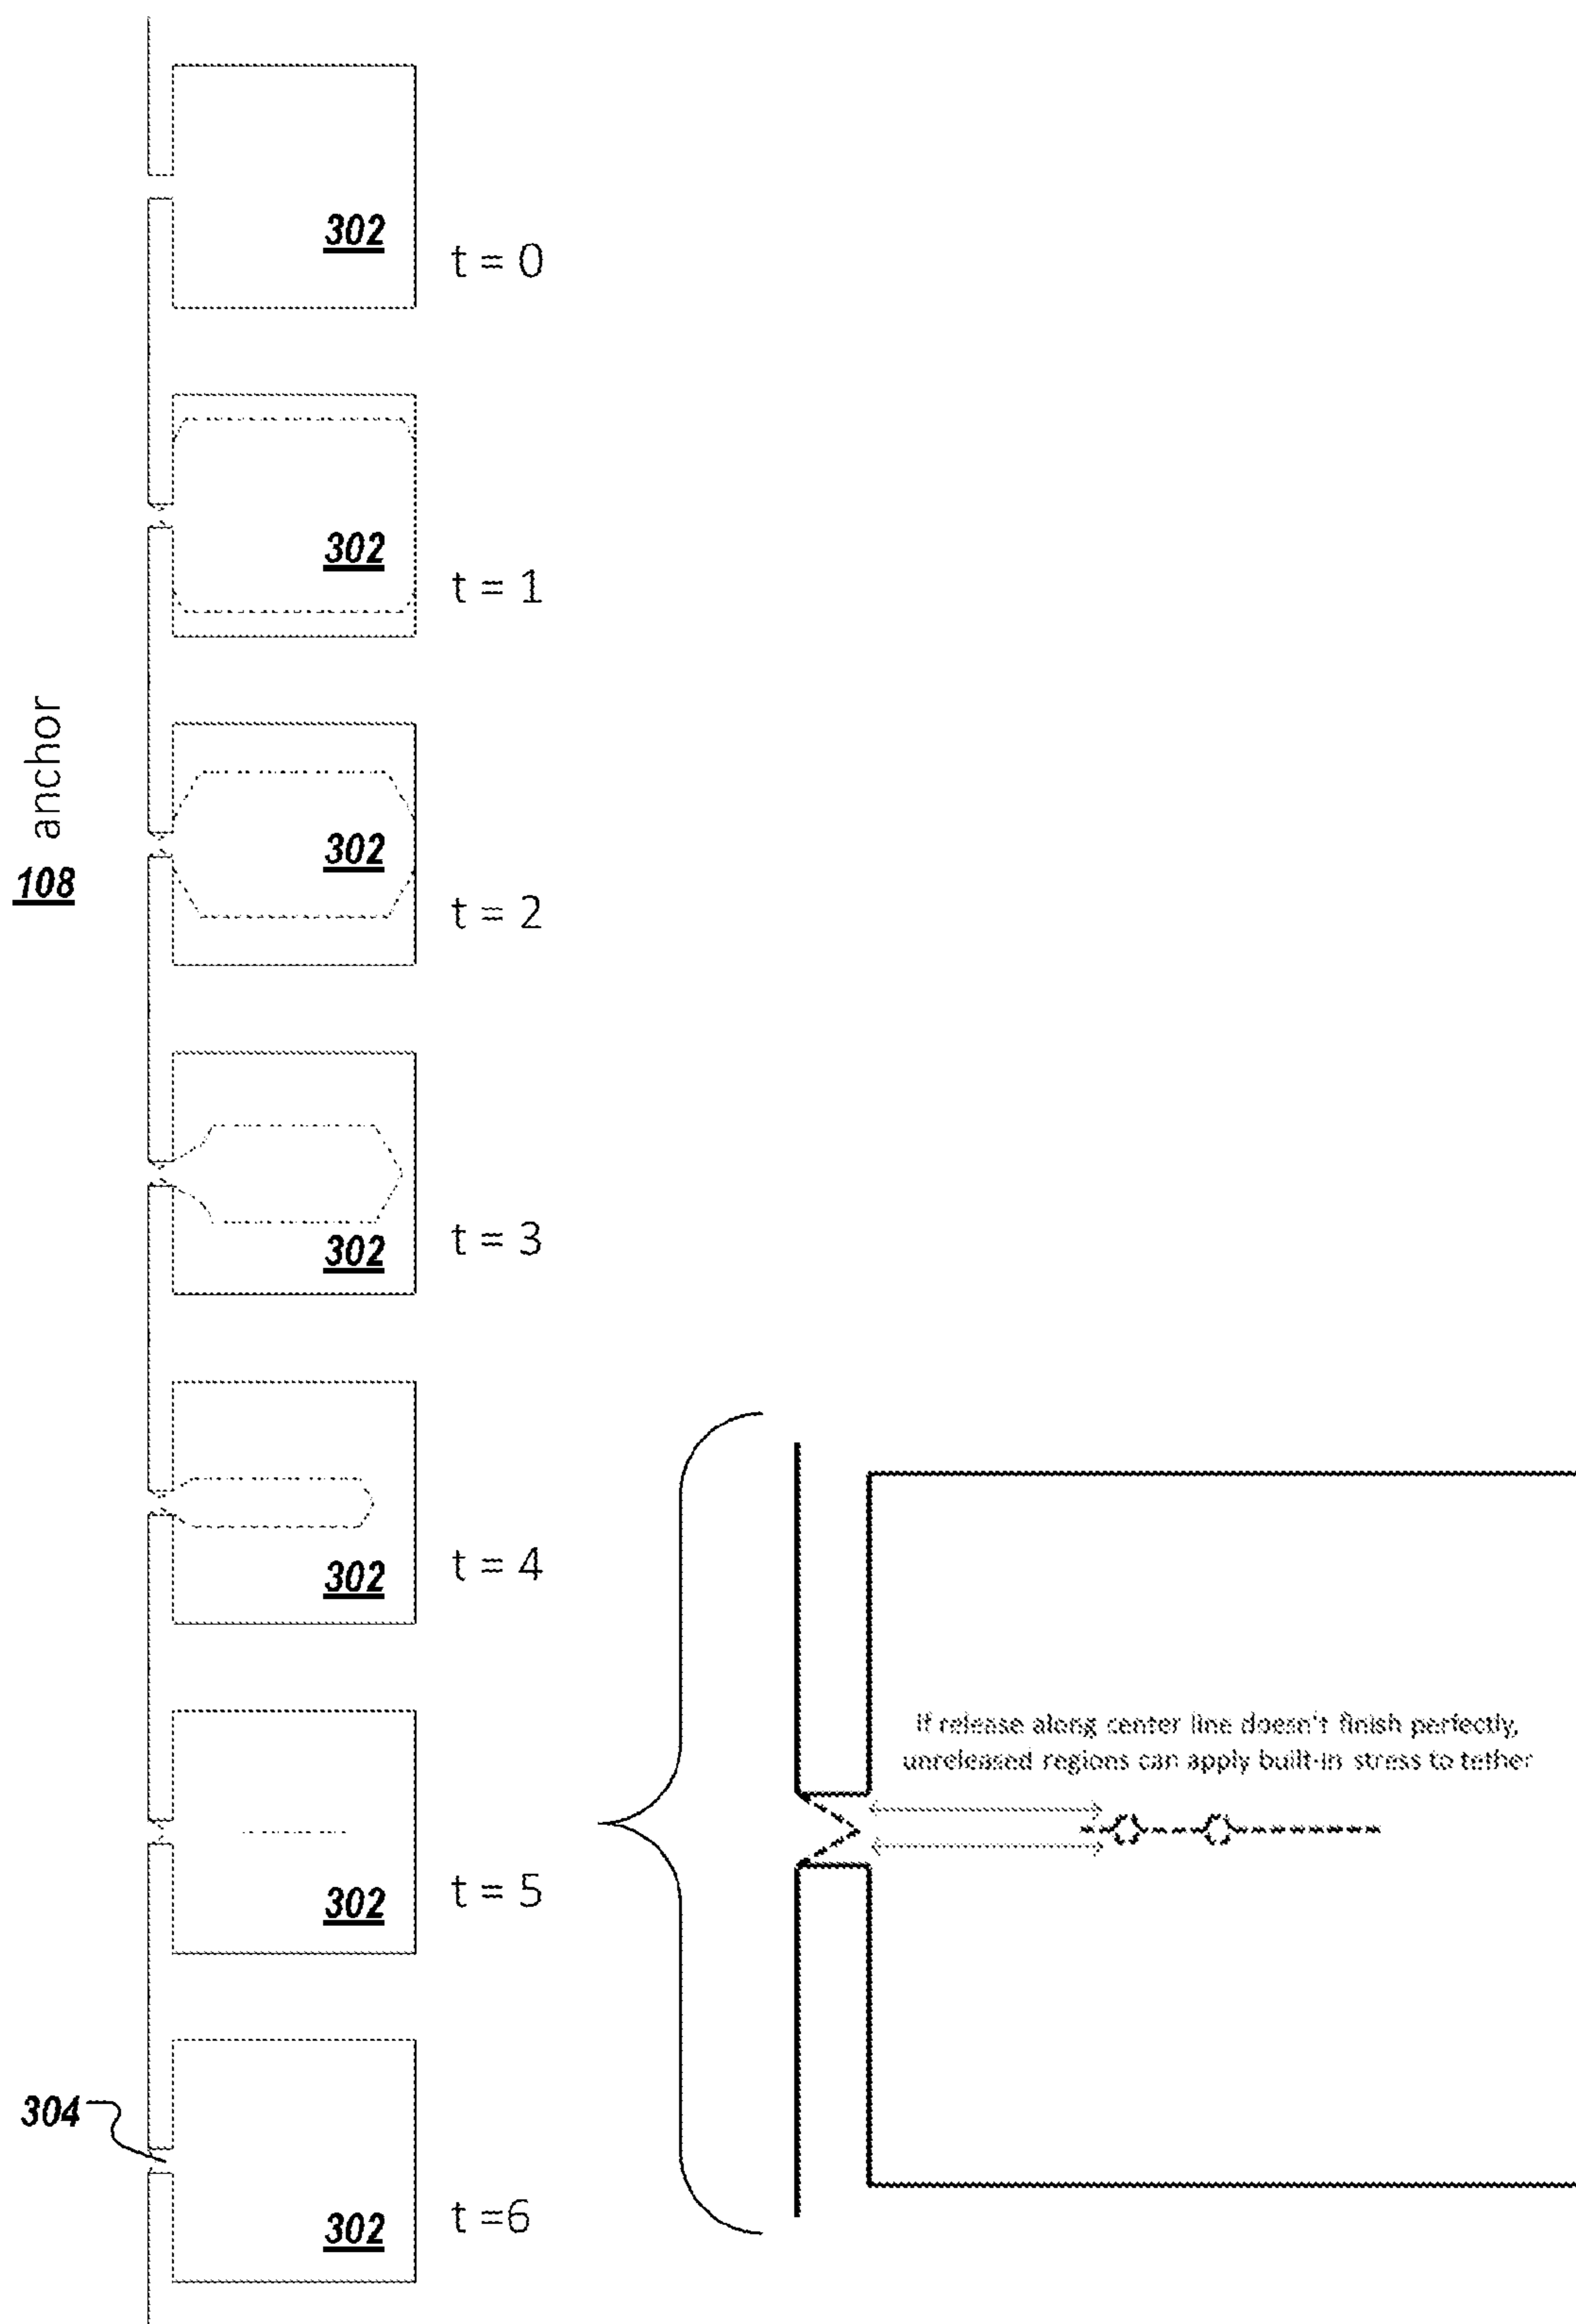 302
t = 0
302
t = 1
anchor
108
302
t = 2
302
t = 3
302
t = 4
If release along center line doesn't finish perfectly,
unreleased regions can apply built-in stress to tether
302
t = 5
304
302
t =6